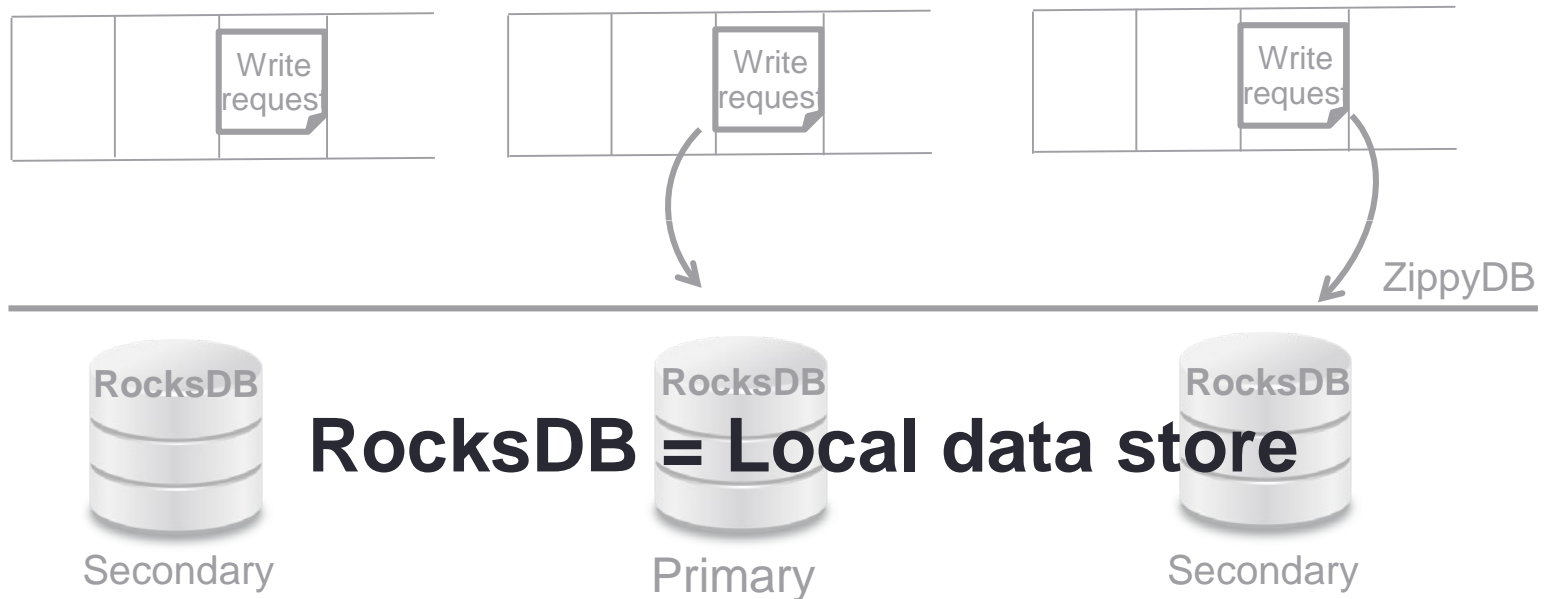 Write
request
Write
request
Write
request
ZippyDB
RocksDB
RocksDB
RocksDB
RocksDB = Local data store
Secondary
Primary
Secondary